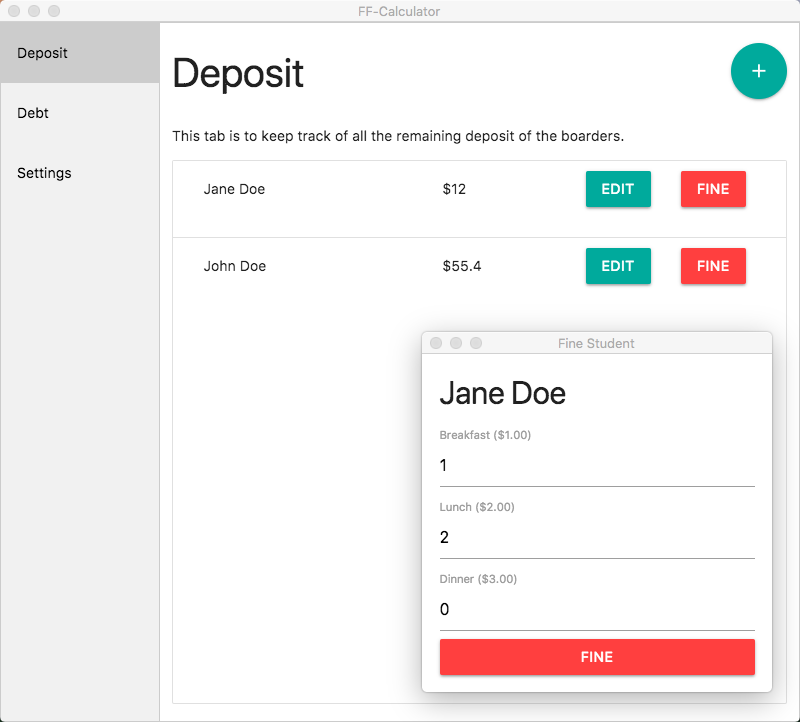 FF-Calculator
Deposit
Debt
Settings
Deposit
+
This tab is to keep track of all the remaining deposit of the boarders.
Jane Doe $12 EDIT FINE
John Doe $55.4 EDIT FINE
Fine Student
Jane Doe
Breakfast ($1.00)
1
Lunch ($2.00)
2
Dinner ($3.00)
0
FINE